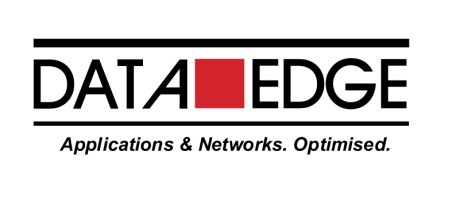 DATA EDGE
Applications & Networks. Optimised.